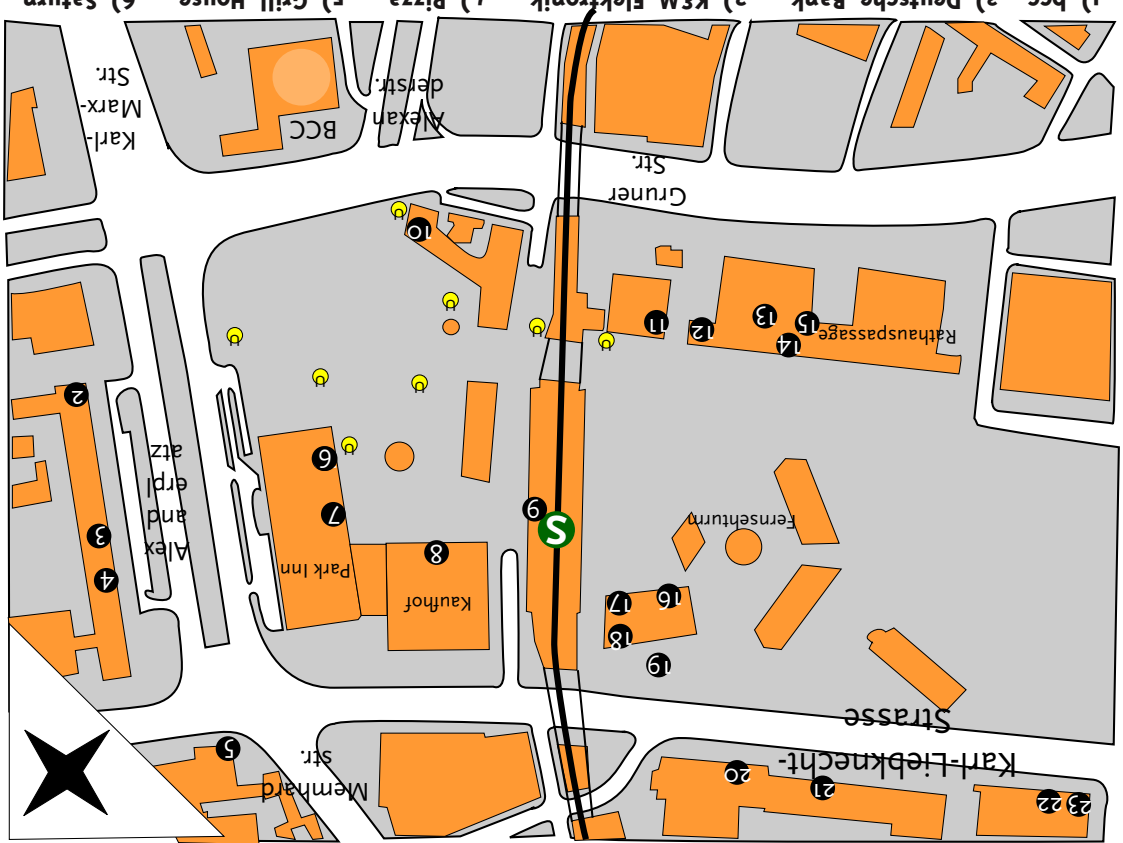 23
22
21
20
Karl-Liebknecht-
Strasse
Memhard
str.
5
19
18
17
16
Kaufhof
Park Inn
8
4
3
Alex
and
erpl
atz
Fernsehturm
S
9
7
6
2
Rathauspassage
15
14
13
12
11
U
U
U
U
U
U
U
10
U
Gruner
Str.
BCC
Alexan
derstr.
Karl-
Marx-
Str.
1) bcc 2) Deutsche Bank 3) K&M Elektronik 4) Pizza 5) Grill House 6) Saturn